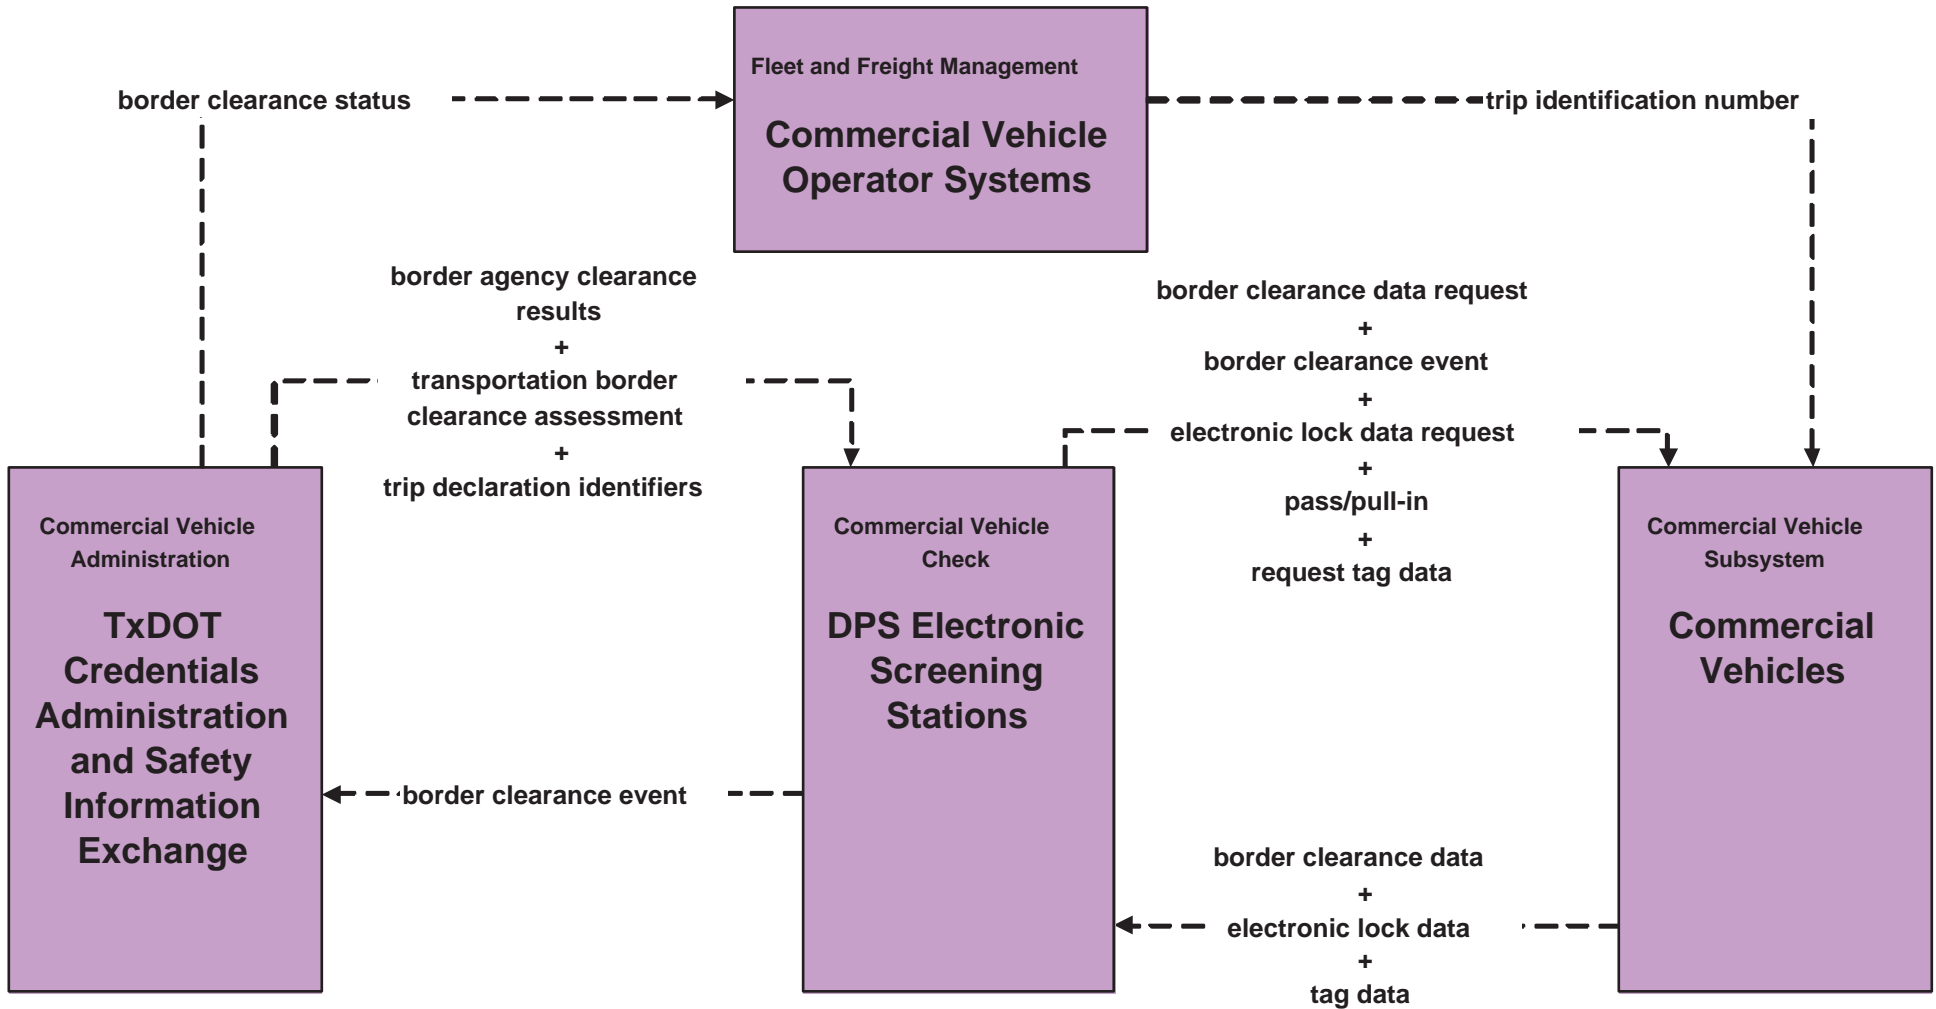 Fleet and Freight Management
Commercial Vehicle
Operator Systems
border clearance status
trip identification number
border agency clearance
results
+
transportation border
clearance assessment
+
trip declaration identifiers
border clearance data request
+
border clearance event
+
electronic lock data request
+
pass/pull-in
+
request tag data
Commercial Vehicle
Administration
TxDOT
Credentials
Administration
and Safety
Information
Exchange
Commercial Vehicle
Check
DPS Electronic
Screening
Stations
Commercial Vehicle
Subsystem
Commercial
Vehicles
border clearance event
border clearance data
+
electronic lock data
+
tag data